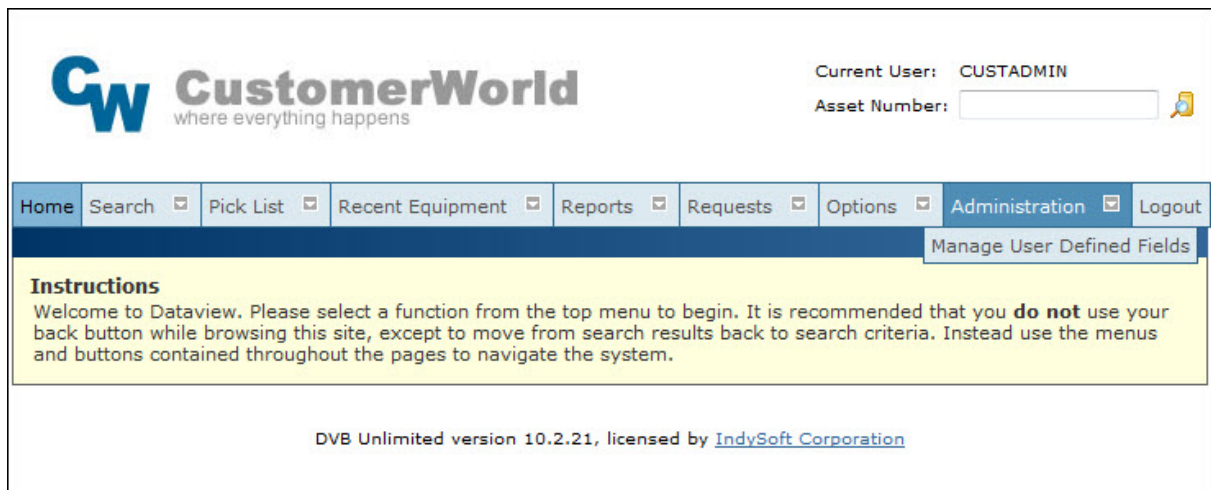 CW CustomerWorld
where everything happens
Current User: CUSTADMIN
Asset Number:
Home Search Pick List Recent Equipment Reports Requests Options Administration Logout
Manage User Defined Fields
Instructions
Welcome to Dataview. Please select a function from the top menu to begin. It is recommended that you do not use your
back button while browsing this site, except to move from search results back to search criteria. Instead use the menus
and buttons contained throughout the pages to navigate the system.
DVB Unlimited version 10.2.21, licensed by IndySoft Corporation